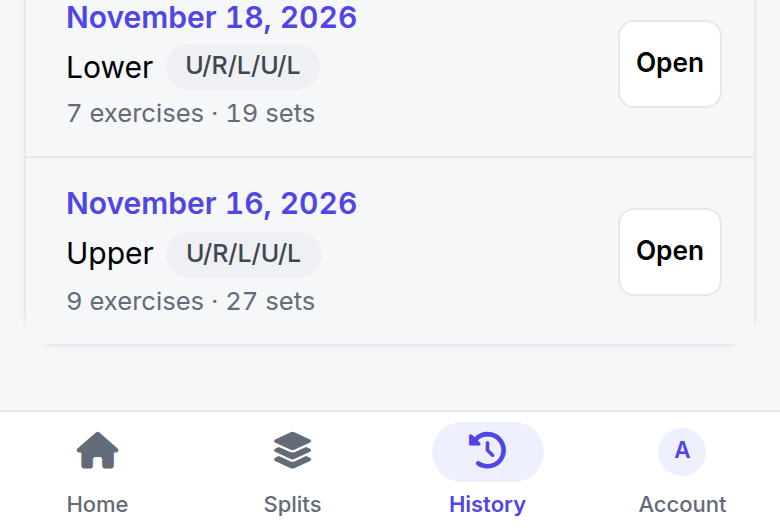 November 18, 2026
Lower U/R/L/U/L
7 exercises · 19 sets
Open
November 16, 2026
Upper U/R/L/U/L
9 exercises · 27 sets
Open
Home Splits History A Account